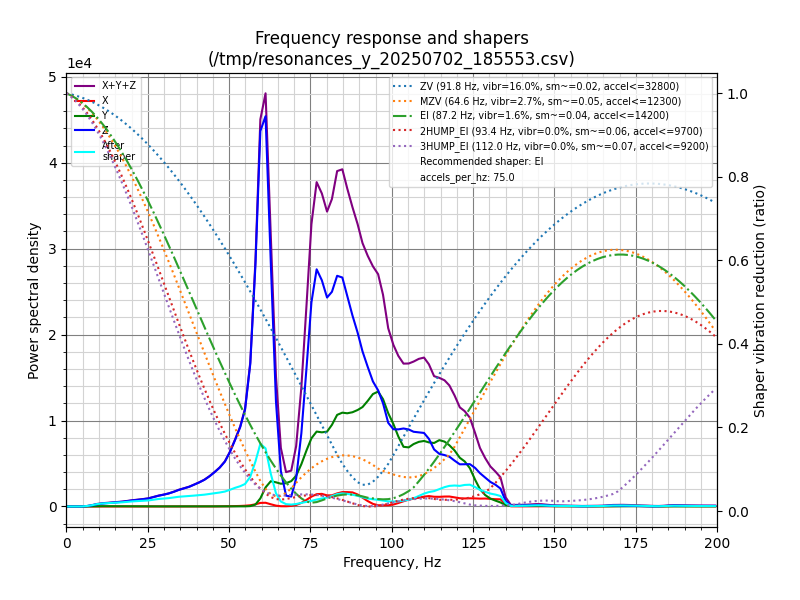 Frequency response and shapers
(/tmp/resonances_y_20250702_185553.csv)
1e4
X+Y+Z
X
Y
Z
After
shaper
ZV (91.8 Hz, vibr=16.0%, sm~=0.02, accel<=32800)
MZV (64.6 Hz, vibr=2.7%, sm~=0.05, accel<=12300)
EI (87.2 Hz, vibr=1.6%, sm~=0.04, accel<=14200)
2HUMP_EI (93.4 Hz, vibr=0.0%, sm~=0.06, accel<=9700)
3HUMP_EI (112.0 Hz, vibr=0.0%, sm~=0.07, accel<=9200)
Recommended shaper: EI
accels_per_hz: 75.0
5
4
3
2
1
0
Power spectral density
1.0
0.8
0.6
0.4
0.2
0.0
Shaper vibration reduction (ratio)
0 25 50 75 100 125 150 175 200
Frequency, Hz